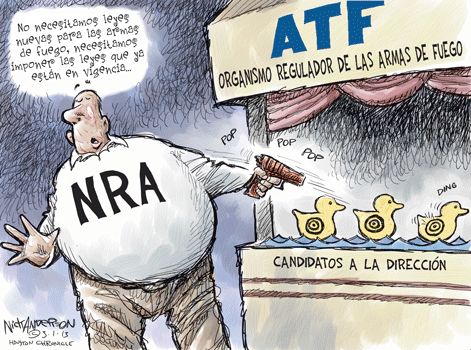 No necesitamos leyes
nuevas para las armas
de fuego, necesitamos
imponer las leyes que ya
están en vigencia...
ATF
ORGANISMO REGULADOR DE LAS ARMAS DE FUEGO
POP
POP
POP
NRA
DING
CANDIDATOS A LA DIRECCIÓN
NICK ANDERSON
© 3-1-13
HOUSTON CHRONICLE